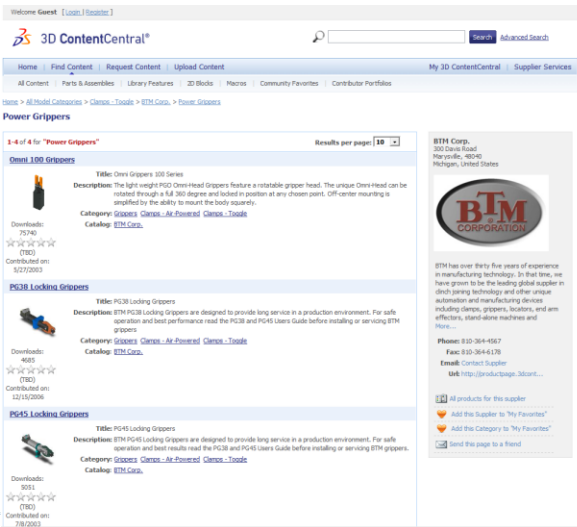 Welcome Guest [ Login | Register ]
3D ContentCentral®
Search Advanced Search
Home | Find Content | Request Content | Upload Content
My 3D ContentCentral | Supplier Services
All Content | Parts & Assemblies | Library Features | 2D Blocks | Macros | Community Favorites | Contributor Portfolios
Home > All Model Categories > Clamps - Toggle > BTM Corp. > Power Grippers
Power Grippers
1-4 of 4 for "Power Grippers"
Results per page: 10
Omni 100 Grippers
Title: Omni Grippers 100 Series
Description: The light weight PGO Omni-Head Grippers feature a rotatable gripper head. The unique Omni-Head can be
rotated through a full 360 degree and locked in position at any chosen point. Off-center mounting is
simplified by the ability to mount the body squarely.
Category: Grippers Clamps - Air-Powered Clamps - Toggle
Catalog: BTM Corp.
Downloads:
75740
(TBD)
Contributed on:
5/27/2003
PG38 Locking Grippers
Title: PG38 Locking Grippers
Description: BTM PG38 Locking Grippers are designed to provide long service in a production environment. For safe
operation and best performance read the PG38 and PG45 Users Guide before installing or servicing BTM
grippers
Category: Grippers Clamps - Air-Powered Clamps - Toggle
Catalog: BTM Corp.
Downloads:
4685
(TBD)
Contributed on:
12/15/2006
PG45 Locking Grippers
Title: PG45 Locking Grippers
Description: BTM PG45 Locking Grippers are designed to provide long service in a production environment. For safe
operation and best results read the PG38 and PG45 Users Guide before installing or servicing BTM grippers.
Category: Grippers Clamps - Air-Powered Clamps - Toggle
Catalog: BTM Corp.
Downloads:
5051
(TBD)
Contributed on:
7/8/2003
BTM Corp.
300 Davis Road
Marysville, 48040
Michigan, United States
BTM
CORPORATION
BTM has over thirty five years of experience
in manufacturing technology. In that time, we
have grown to be the leading global supplier in
clinch joining technology and other unique
automation and manufacturing devices
including clamps, grippers, locators, end arm
effectors, stand-alone machines and
More...
Phone: 810-364-4567
Fax: 810-364-6178
Email: Contact Supplier
Url: http://productpage.3dcont...
All products for this supplier
Add this Supplier to "My Favorites"
Add this Category to "My Favorites"
Send this page to a friend